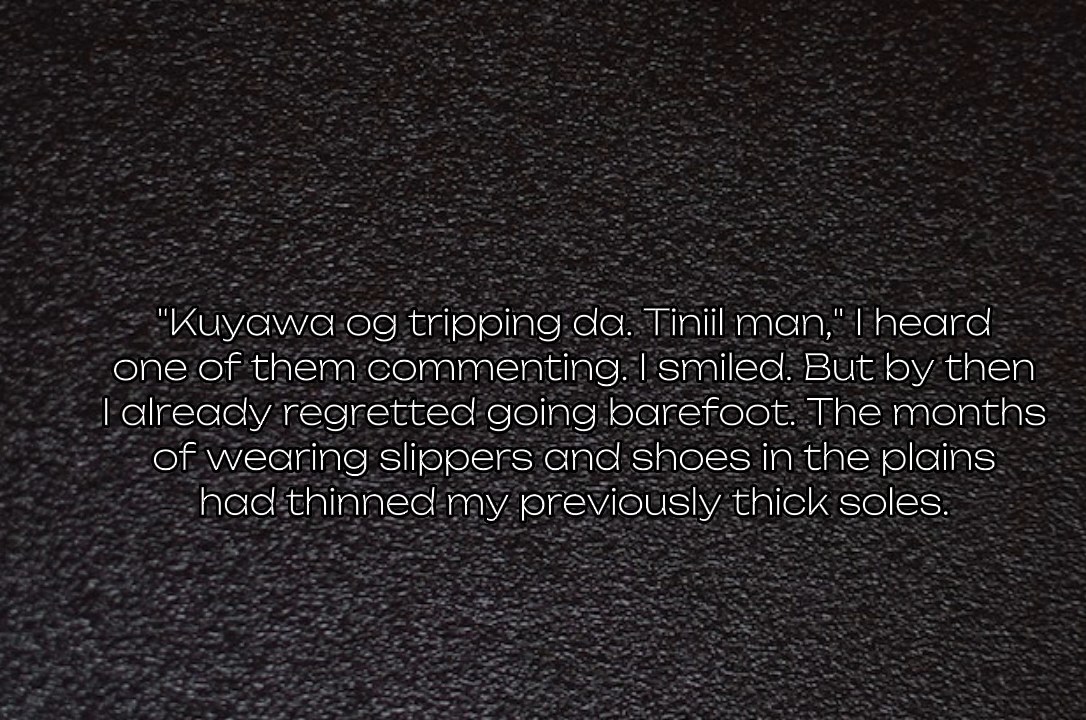 "Kuyawa og tripping da. Tiniil man," I heard
one of them commenting. I smiled. But by then
I already regretted going barefoot. The months
of wearing slippers and shoes in the plains
had thinned my previously thick soles.